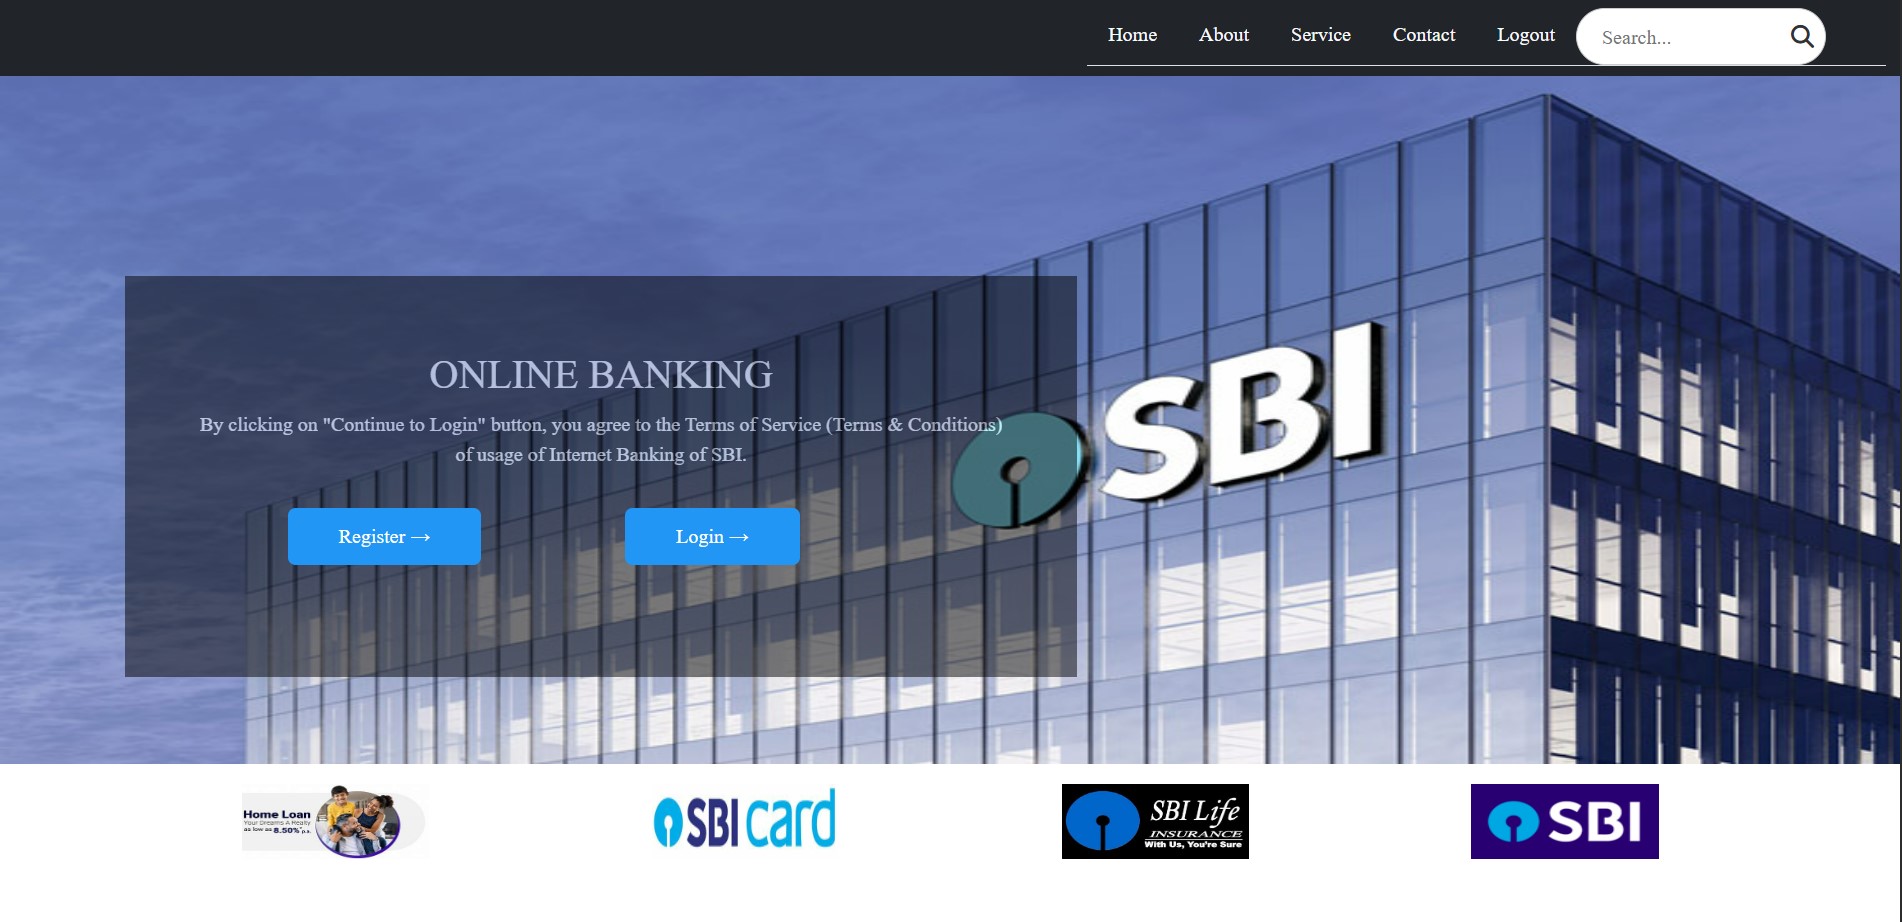 Home About Service Contact Logout Search...
SBI
ONLINE BANKING
By clicking on "Continue to Login" button, you agree to the Terms of Service (Terms & Conditions)
of usage of Internet Banking of SBI.
Register → Login →
Home Loan
Your Dreams A Realty
as low as 8.50%* p.a.
SBI card
SBI Life
INSURANCE
With Us, You're Sure
SBI